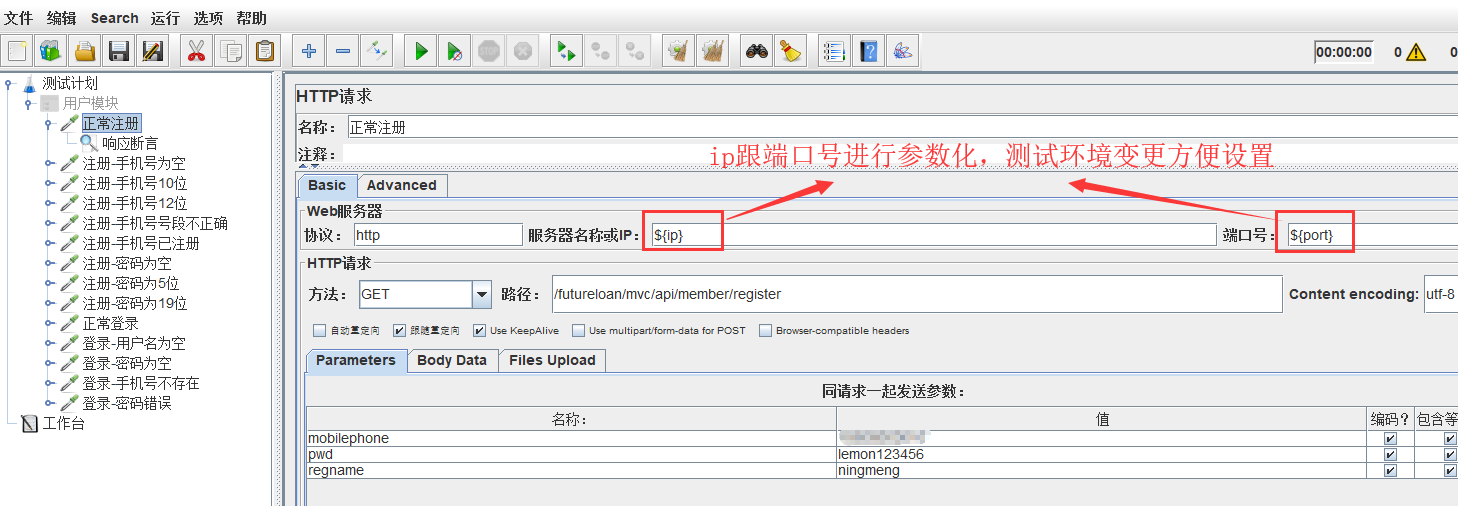 文件 编辑 Search 运行 选项 帮助
00:00:00 0 0
测试计划
用户模块
正常注册
响应断言
注册-手机号为空
注册-手机号10位
注册-手机号12位
注册-手机号号段不正确
注册-手机号已注册
注册-密码为空
注册-密码为5位
注册-密码为19位
正常登录
登录-用户名为空
登录-密码为空
登录-手机号不存在
登录-密码错误
工作台
HTTP请求
名称： 正常注册
注释：
ip跟端口号进行参数化，测试环境变更方便设置
Basic Advanced
Web服务器
协议： http 服务器名称或IP： ${ip} 端口号： ${port}
HTTP请求
方法： GET 路径： /futureloan/mvc/api/member/register Content encoding: utf-8
自动重定向 跟随重定向 Use KeepAlive Use multipart/form-data for POST Browser-compatible headers
Parameters Body Data Files Upload
同请求一起发送参数：
名称： 值 编码？ 包含等
mobilephone
pwd lemon123456
regname ningmeng